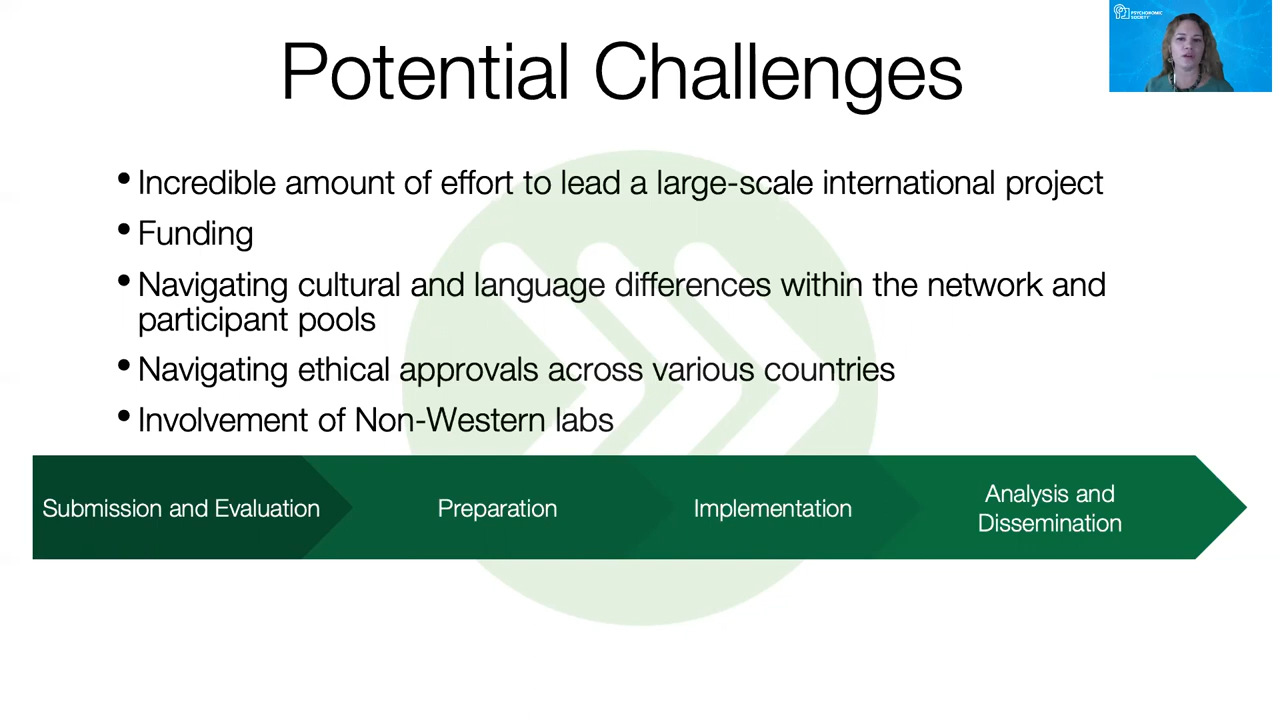 Potential Challenges
PSYCHONOMIC
SOCIETY
• Incredible amount of effort to lead a large-scale international project
• Funding
• Navigating cultural and language differences within the network and
participant pools
• Navigating ethical approvals across various countries
• Involvement of Non-Western labs
Submission and Evaluation
Preparation
Implementation
Analysis and
Dissemination